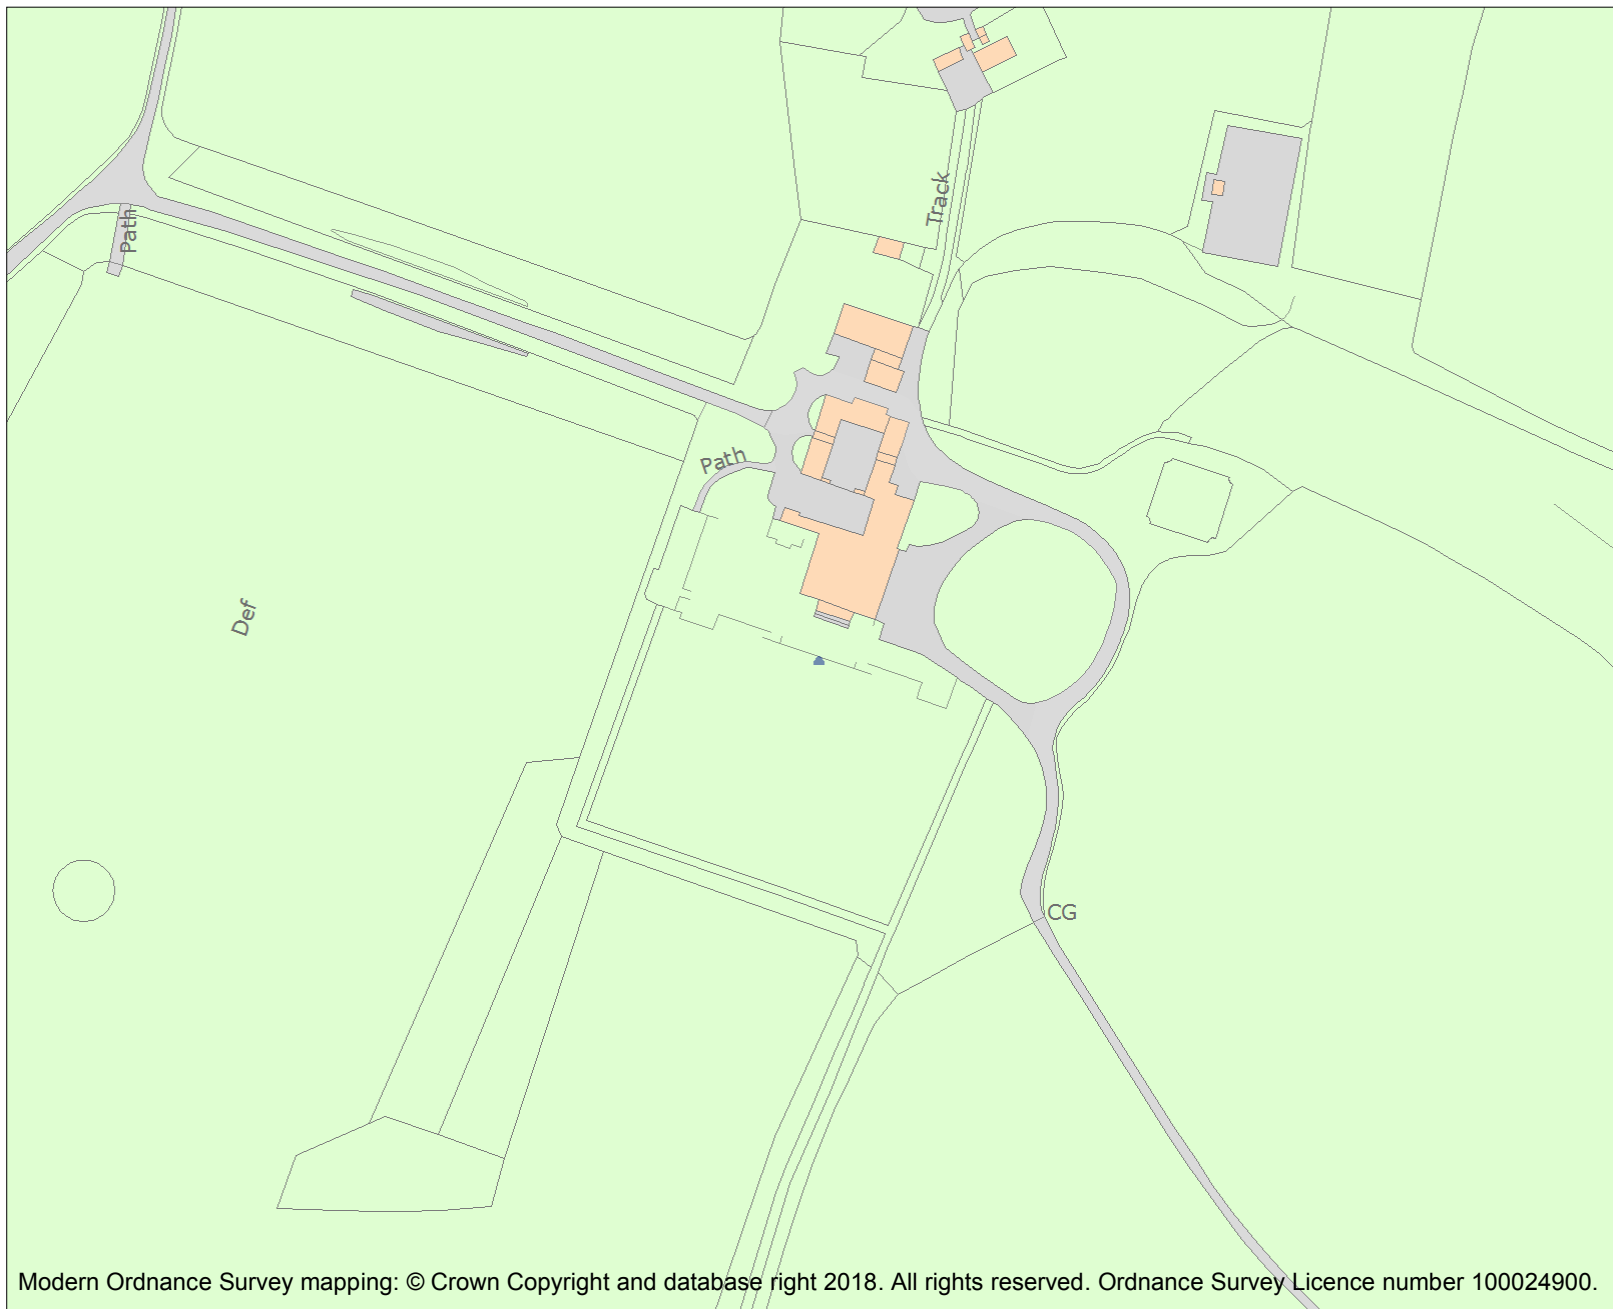 Track
Path
Path
Def
CG
Modern Ordnance Survey mapping: © Crown Copyright and database right 2018. All rights reserved. Ordnance Survey Licence number 100024900.